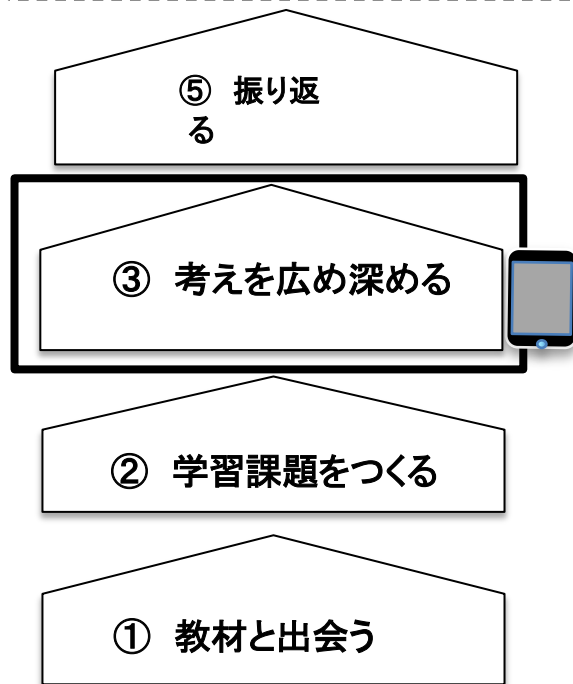 ⑤ 振り返
る
③ 考えを広め深める
② 学習課題をつくる
① 教材と出会う